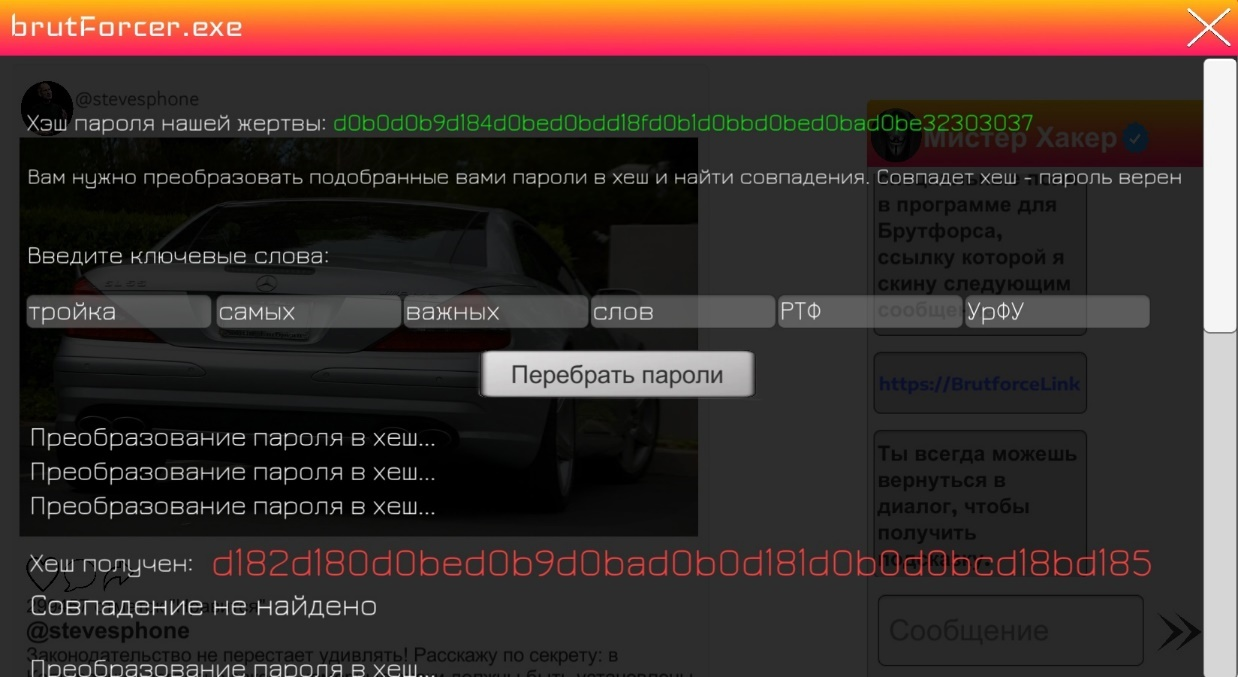 brutForcer.exe
@stevesphone
Хэш пароля нашей жертвы: d0b0d0b9d184d0bed0bdd18fd0b1d0bbd0bed0bad0be32303037
Мистер Хакер
Вам нужно преобразовать подобранные вами пароли в хеш и найти совпадения. Совпадет хеш - пароль верен
в программе для
Брутфорса,
ссылку которой я
скину следующим
Введите ключевые слова:
тройка самых важных слов РТФ УрФУ
Перебрать пароли
https://BrutforceLink
Преобразование пароля в хеш...
Преобразование пароля в хеш...
Преобразование пароля в хеш...
Ты всегда можешь
вернуться в
диалог, чтобы
получить
подсказку.
Хеш получен: d182d180d0bed0b9d0bad0b0d181d0b0d0bcd18bd185
Совпадение не найдено
@stevesphone
Законодательство не перестает удивлять! Расскажу по секрету: в
Преобразование пароля в хеш...
должны быть установлены
Сообщение